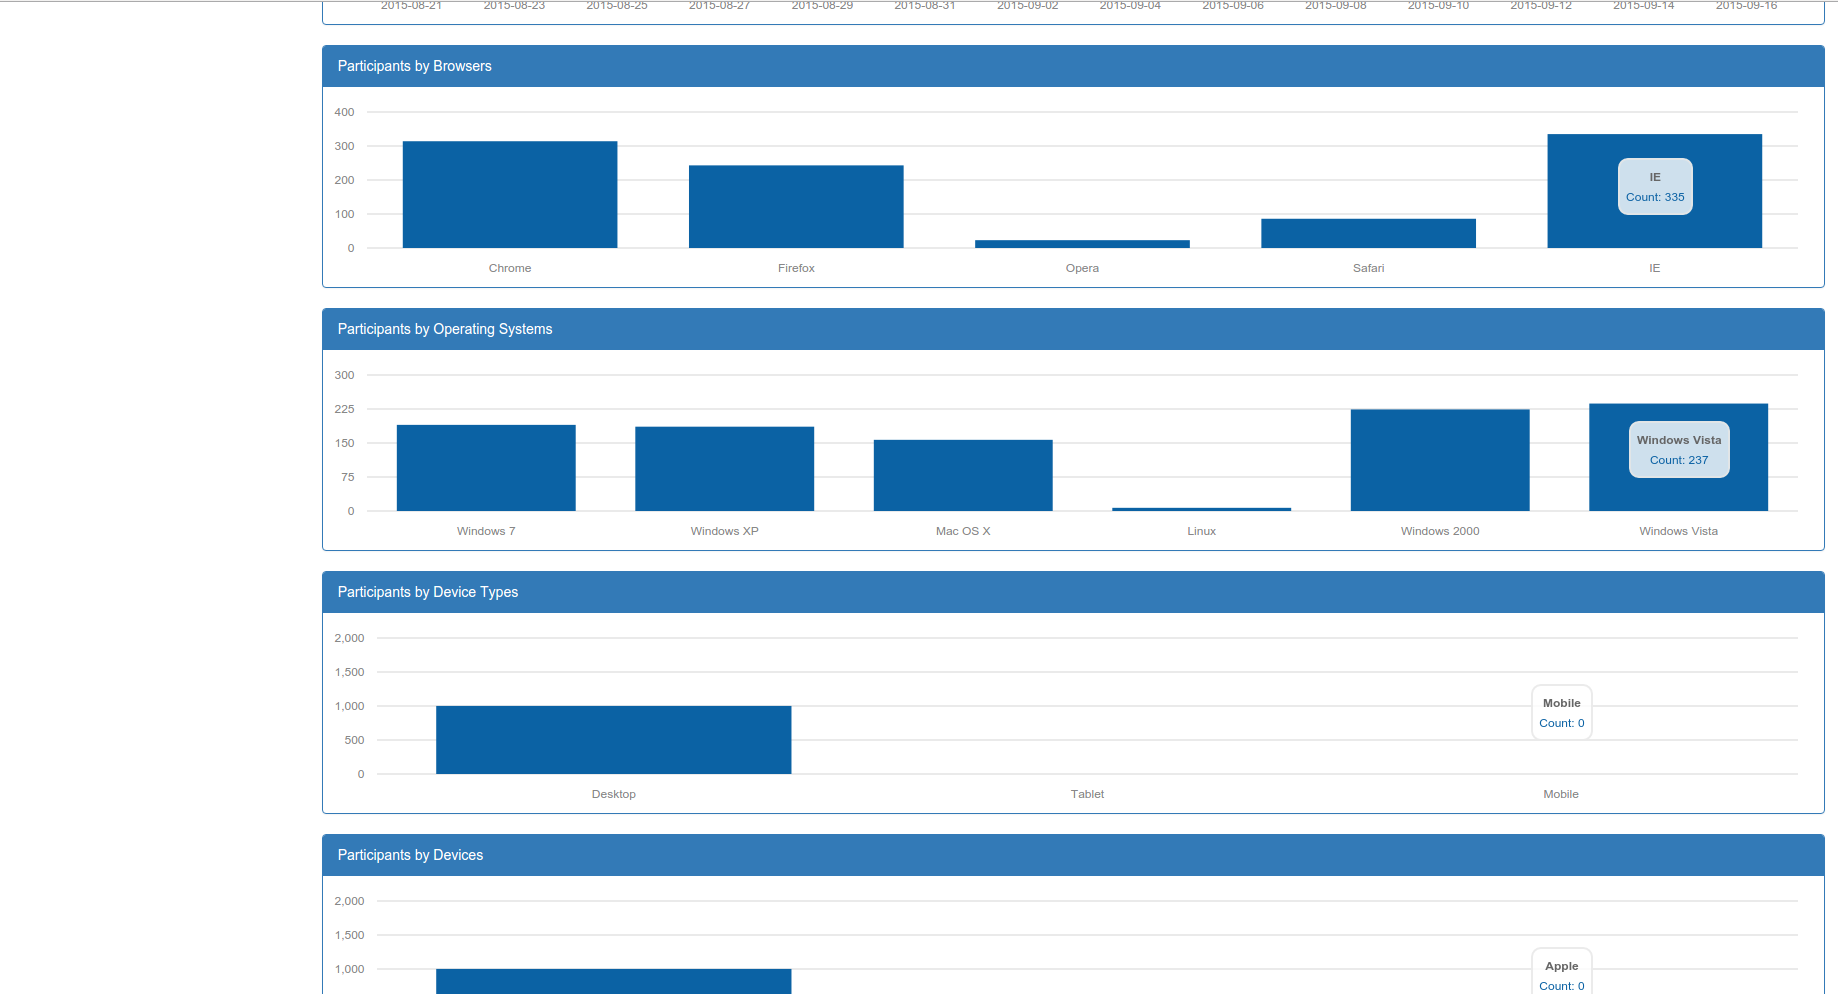 2015-08-21 2015-08-23 2015-08-25 2015-08-27 2015-08-29 2015-08-31 2015-09-02 2015-09-04 2015-09-06 2015-09-08 2015-09-10 2015-09-12 2015-09-14 2015-09-16
Participants by Browsers
400
300
200
100
0
IE
Count: 335
Chrome Firefox Opera Safari IE
Participants by Operating Systems
300
225
150
75
0
Windows Vista
Count: 237
Windows 7 Windows XP Mac OS X Linux Windows 2000 Windows Vista
Participants by Device Types
2,000
1,500
1,000
500
0
Mobile
Count: 0
Desktop Tablet Mobile
Participants by Devices
2,000
1,500
1,000
Apple
Count: 0